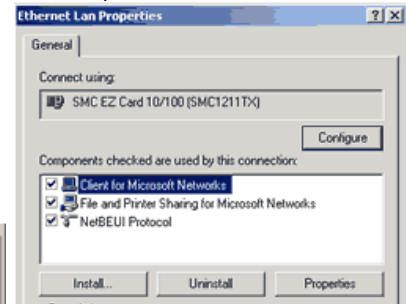 Ethernet Lan Properties
General
Connect using:
SMC EZ Card 10/100 (SMC1211TX)
Configure
Components checked are used by this connection:
Client for Microsoft Networks
File and Printer Sharing for Microsoft Networks
NetBEUI Protocol
Install... Uninstall Properties